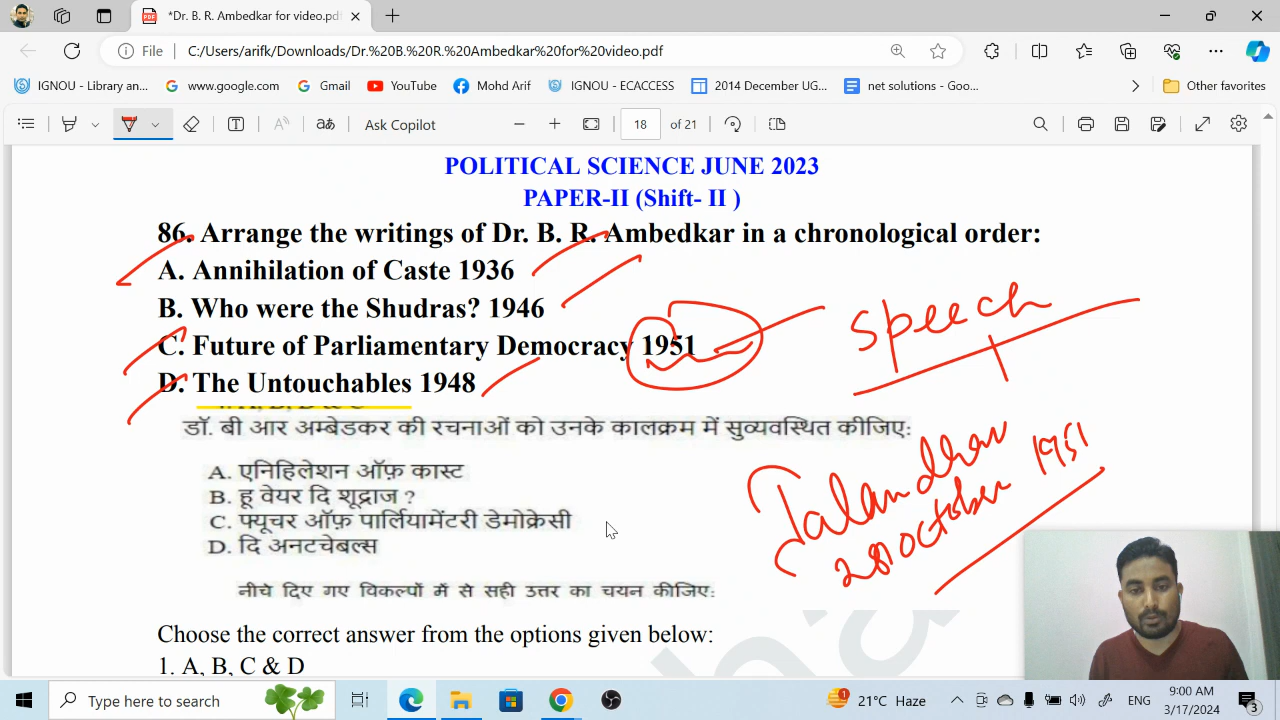 *Dr. B. R. Ambedkar for video.pdf
File C:/Users/arifk/Downloads/Dr.%20B.%20R.%20Ambedkar%20for%20video.pdf
IGNOU - Library an... www.google.com Gmail YouTube Mohd Arif IGNOU - ECACCESS 2014 December UG... net solutions - Goo... Other favorites
Ask Copilot 18 of 21
POLITICAL SCIENCE JUNE 2023
PAPER-II (Shift- II )
86. Arrange the writings of Dr. B. R. Ambedkar in a chronological order:
A. Annihilation of Caste 1936
B. Who were the Shudras? 1946
C. Future of Parliamentary Democracy 1951
D. The Untouchables 1948
Speech
डॉ. बी आर अम्बेडकर की रचनाओं को उनके कालक्रम में सुव्यवस्थित कीजिए:
A. एनिहिलेशन ऑफ़ कास्ट
B. हू वेयर दि शूद्राज ?
C. फ्यूचर ऑफ़ पार्लियामेंटरी डेमोक्रेसी
D. दि अनटचेबल्स
Jalandhar
28 October 1951
नीचे दिए गए विकल्पों में से सही उत्तर का चयन कीजिए:
Choose the correct answer from the options given below:
1. A, B, C & D
Type here to search 21°C Haze ENG 9:00 AM
3/17/2024 3